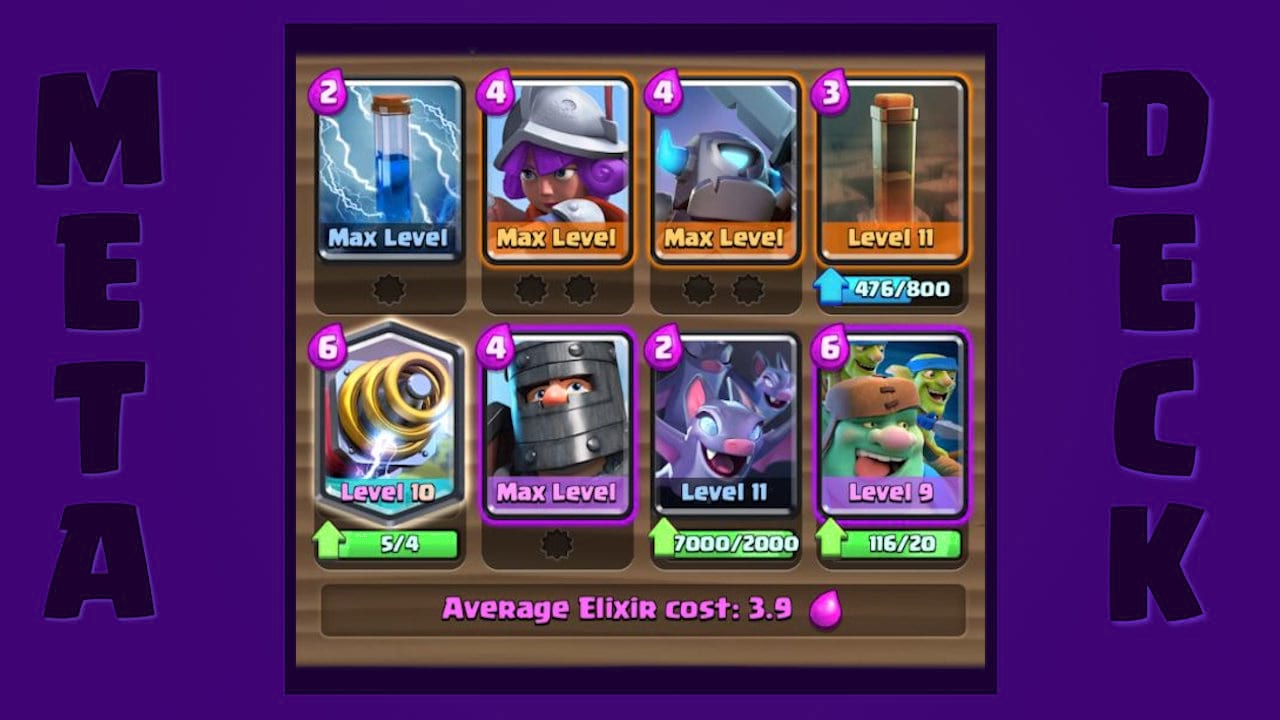 META
DECK
2
4
4
3
Max Level
Max Level
Max Level
Level 11
476/800
6
4
2
6
Level 10
Max Level
Level 11
Level 9
5/4
7000/2000
116/20
Average Elixir cost: 3.9